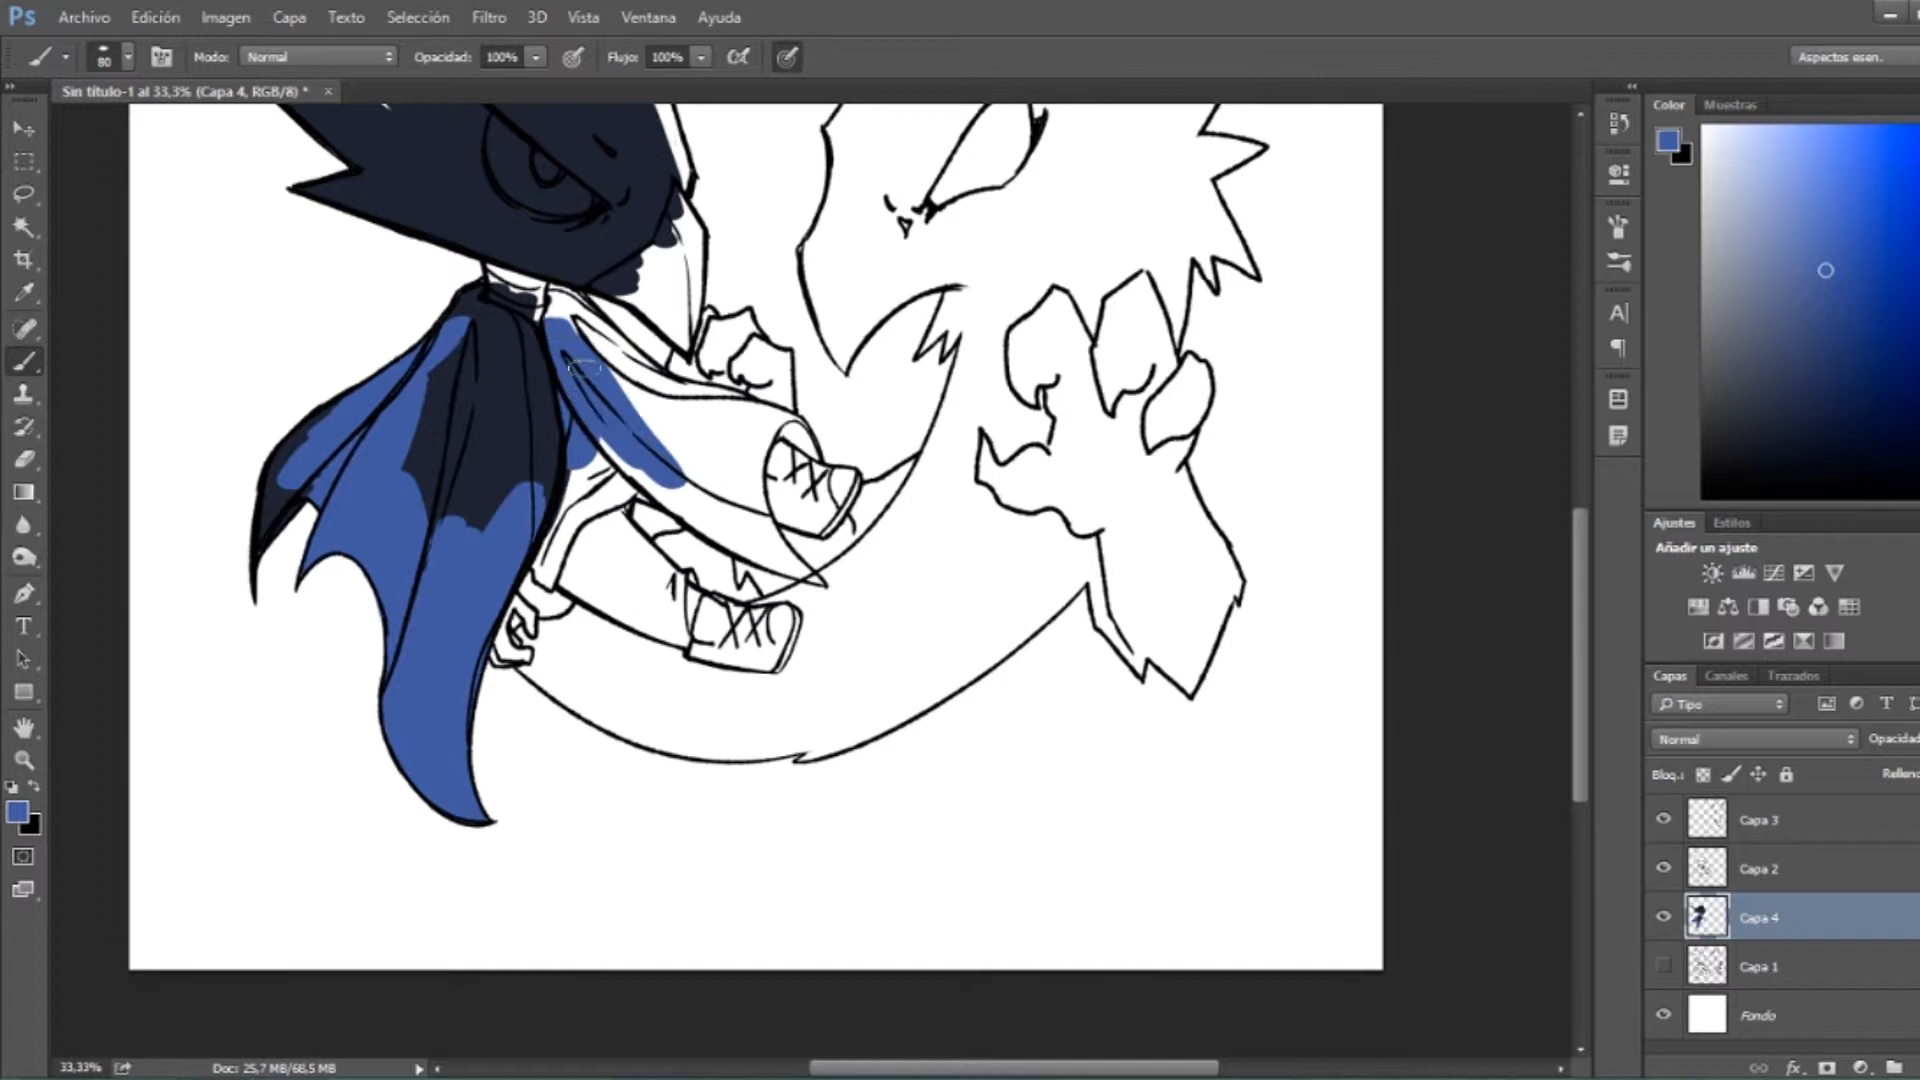 Ps Archivo Edición Imagen Capa Texto Selección Filtro 3D Vista Ventana Ayuda
80 Modo: Normal Opacidad: 100% Flujo: 100% Aspectos esen.
Sin título-1 al 33,3% (Capa 4, RGB/8) * ×
Color Muestras
Ajustes Estilos
Añadir un ajuste
Capas Canales Trazados
Tipo
Normal Opacidad
Bloq.: Relleno
Capa 3
Capa 2
Capa 4
Capa 1
Fondo
33,33% Doc: 25,7 MB/68,5 MB